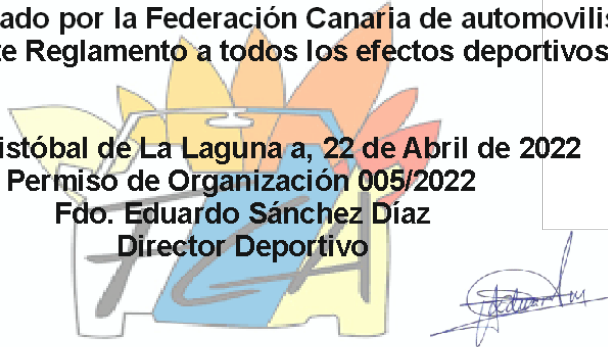 ado por la Federación Canaria de automovilis
te Reglamento a todos los efectos deportivos
istóbal de La Laguna a, 22 de Abril de 2022
Permiso de Organización 005/2022
Fdo. Eduardo Sánchez Díaz
Director Deportivo
FCA